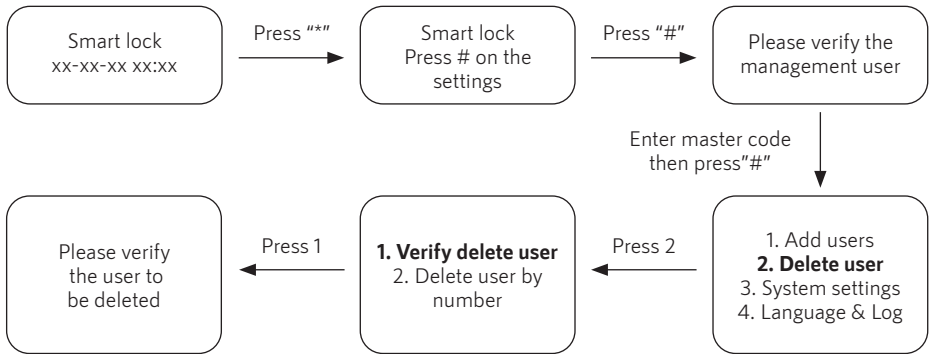 Smart lock
xx-xx-xx xx:xx
Press “*”
Smart lock
Press # on the
settings
Press “#”
Please verify the
management user
Enter master code
then press”#”
1. Add users
2. Delete user
3. System settings
4. Language & Log
Press 2
1. Verify delete user
2. Delete user by
number
Press 1
Please verify
the user to
be deleted